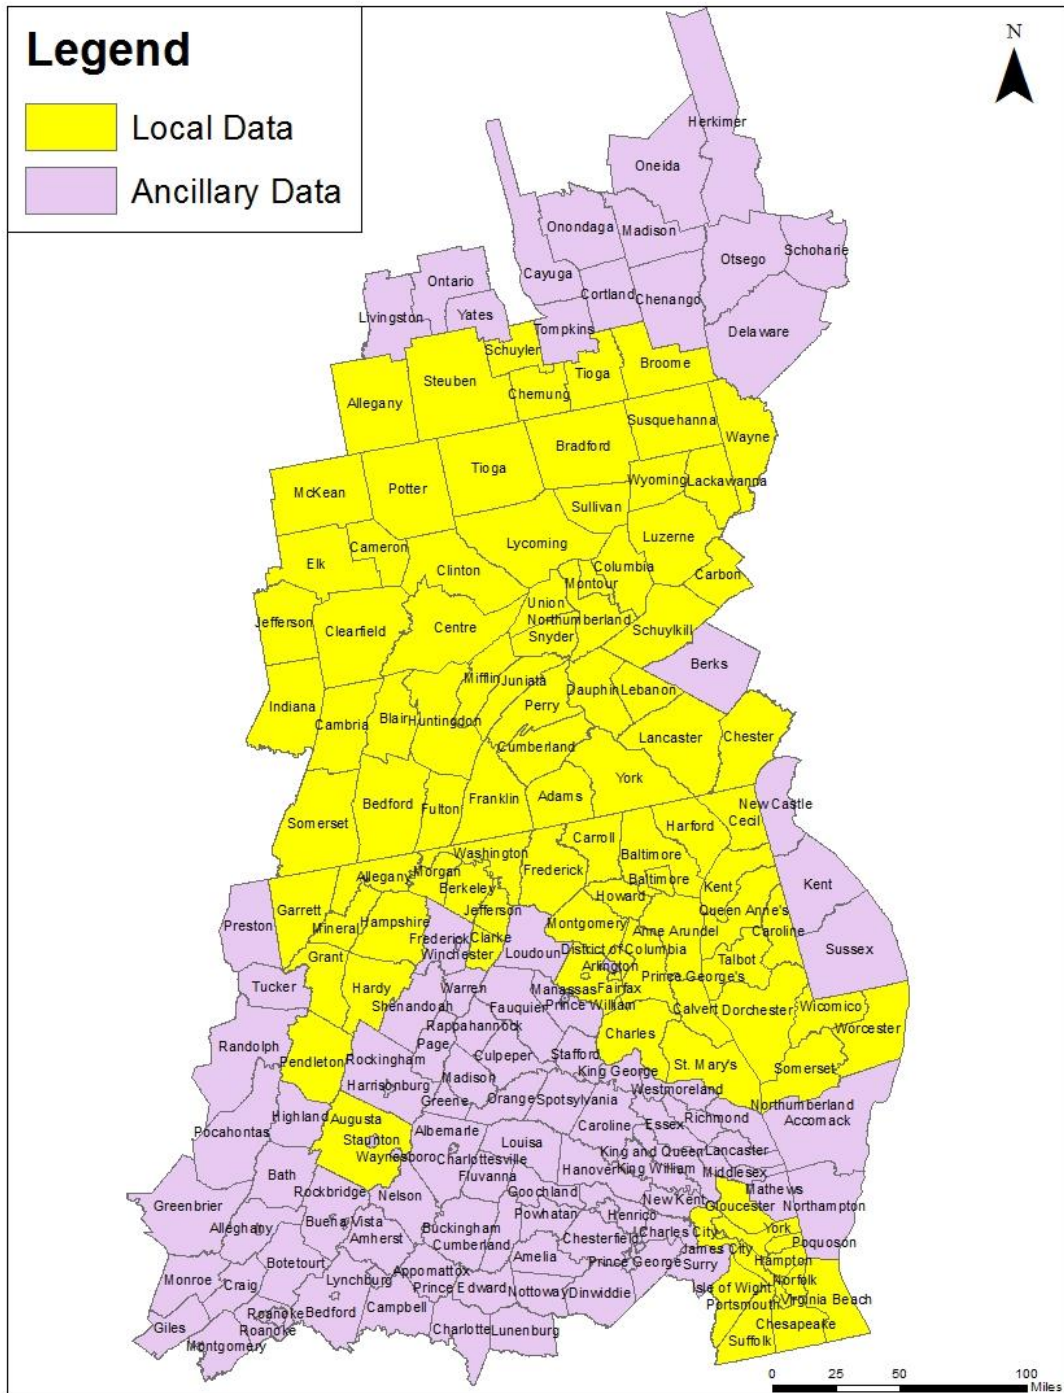 Legend
Local Data
Ancillary Data
N
Herkimer
Oneida
Onondaga
Madison
Otsego
Schoharie
Cayuga
Ontario
Cortland
Chenango
Livingston
Yates
Tompkins
Delaware
Schuyler
Broome
Steuben
Tioga
Chemung
Allegany
Susquehanna
Wayne
Bradford
Tioga
Wyoming
Lackawanna
McKean
Potter
Sullivan
Luzerne
Lycoming
Cameron
Elk
Clinton
Columbia
Carbon
Montour
Union
Jefferson
Clearfield
Centre
Northumberland
Snyder
Schuylkill
Berks
Mifflin
Juniata
Dauphin
Lebanon
Indiana
Cambria
Blair
Huntingdon
Perry
Cumberland
Lancaster
Chester
York
Bedford
Fulton
Franklin
Adams
Somerset
New Castle
Cecil
Harford
Carroll
Washington
Baltimore
Allegany
Morgan
Frederick
Berkeley
Baltimore
Kent
Kent
Howard
Garrett
Jefferson
Queen Anne's
Preston
Mineral
Hampshire
Montgomery
Anne Arundel
Caroline
Frederick
Clarke
Winchester
Loudoun
District of Columbia
Sussex
Grant
Arlington
Talbot
Prince George's
Tucker
Hardy
Warren
Manassas
Fairfax
Shenandoah
Fauquier
Prince William
Calvert
Dorchester
Wicomico
Rappahannock
Charles
Worcester
Randolph
Page
Pendleton
Rockingham
Culpeper
Stafford
St. Mary's
Somerset
King George
Harrisonburg
Madison
Westmoreland
Greene
Orange
Spotsylvania
Northumberland
Highland
Augusta
Caroline
Essex
Richmond
Accomack
Pocahontas
Albemarle
Staunton
Louisa
Waynesboro
Charlottesville
King and Queen
Lancaster
Bath
Fluvanna
Hanover
King William
Middlesex
Rockbridge
Nelson
Goochland
New Kent
Mathews
Greenbrier
Gloucester
Northampton
Powhatan
Henrico
Alleghany
Buena Vista
Buckingham
Charles City
York
Amherst
Cumberland
Chesterfield
Poquoson
James City
Botetourt
Amelia
Prince George
Surry
Hampton
Appomattox
Monroe
Craig
Lynchburg
Prince Edward
Nottoway
Dinwiddie
Isle of Wight
Norfolk
Roanoke
Bedford
Campbell
Portsmouth
Virginia Beach
Giles
Roanoke
Charlotte
Lunenburg
Chesapeake
Montgomery
Suffolk
0 25 50 100
Miles